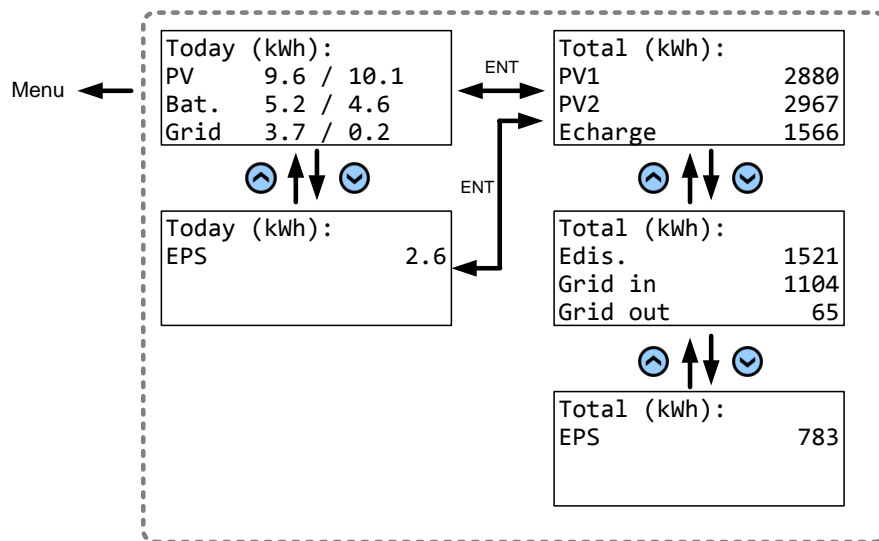 Menu
Today (kWh):
PV 9.6 / 10.1
Bat. 5.2 / 4.6
Grid 3.7 / 0.2
ENT
Total (kWh):
PV1 2880
PV2 2967
Echarge 1566
ENT
Today (kWh):
EPS 2.6
Total (kWh):
Edis. 1521
Grid in 1104
Grid out 65
Total (kWh):
EPS 783